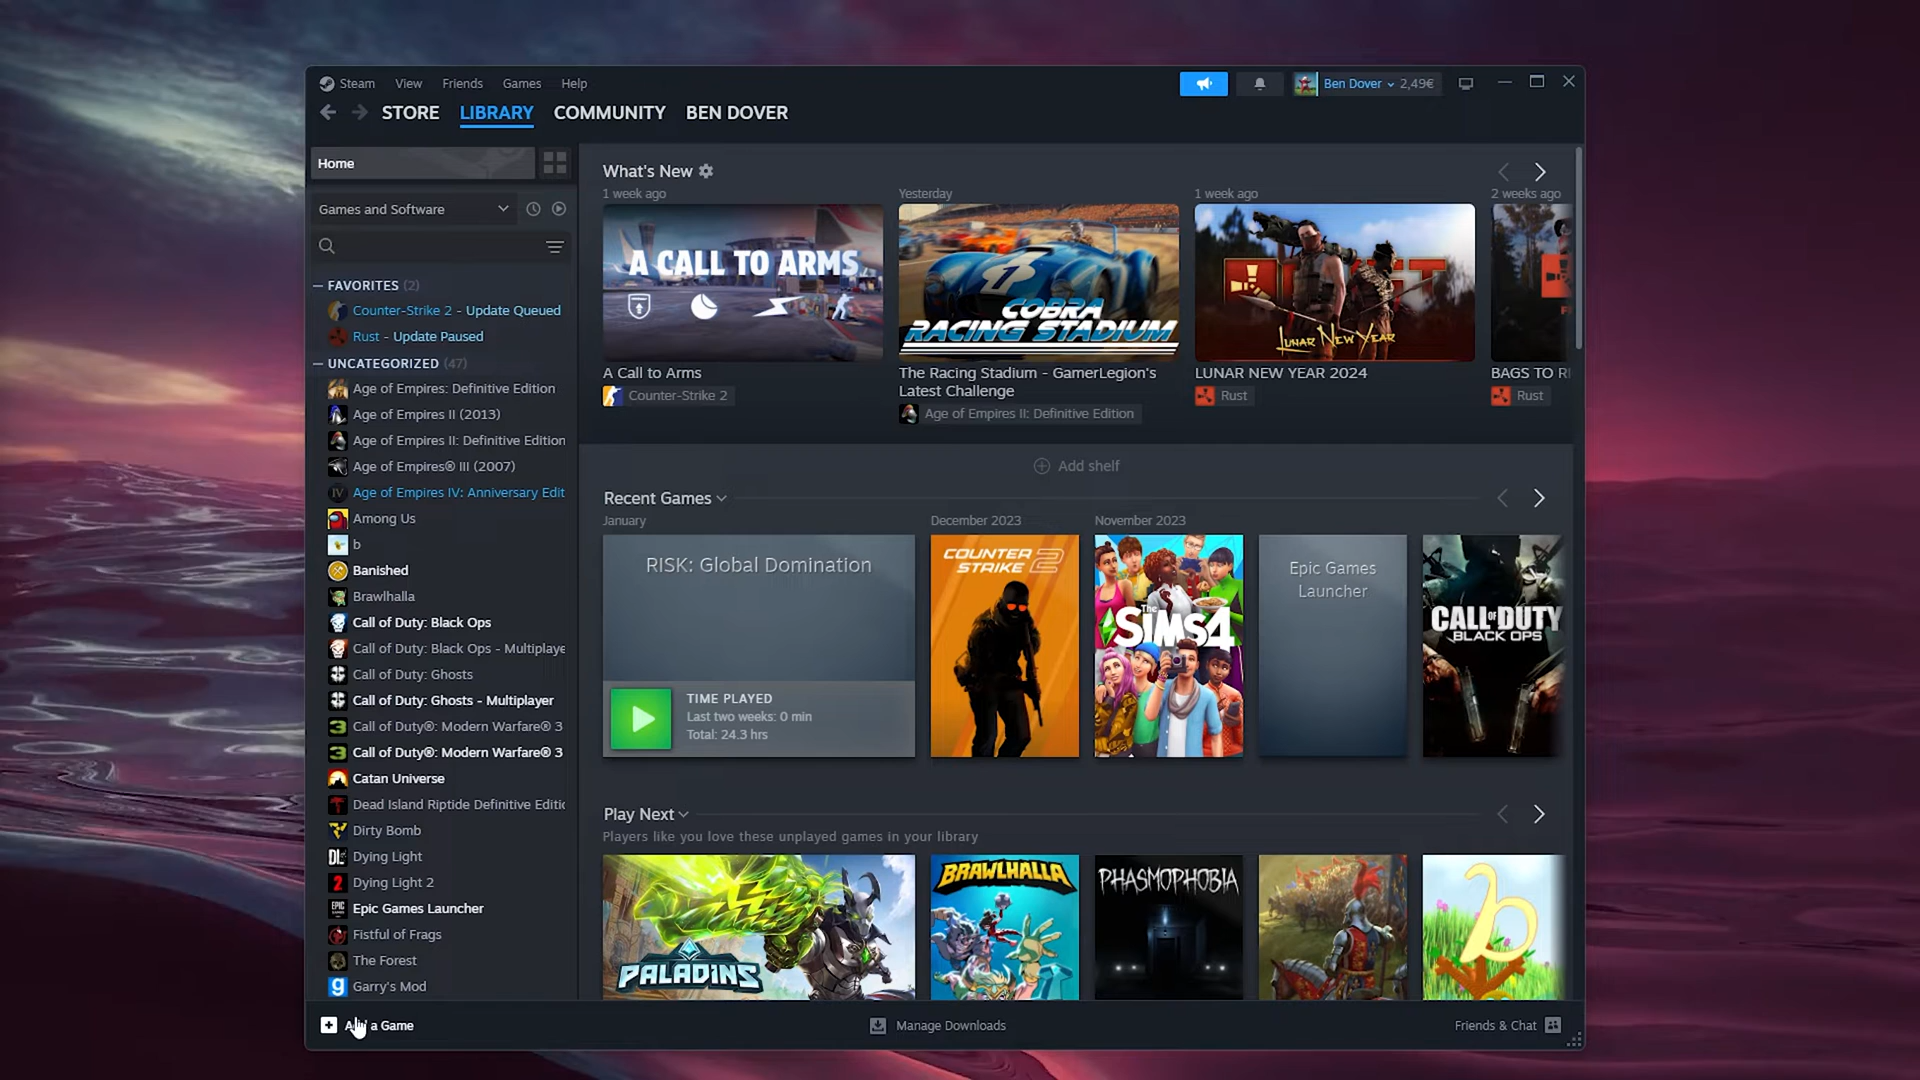 Steam View Friends Games Help
Ben Dover 2,49€
STORE LIBRARY COMMUNITY BEN DOVER
Home
Games and Software
FAVORITES (2)
Counter-Strike 2 - Update Queued
Rust - Update Paused
UNCATEGORIZED (47)
Age of Empires: Definitive Edition
Age of Empires II (2013)
Age of Empires II: Definitive Edition
Age of Empires® III (2007)
IV Age of Empires IV: Anniversary Edit
Among Us
b
Banished
Brawlhalla
Call of Duty: Black Ops
Call of Duty: Black Ops - Multiplaye
Call of Duty: Ghosts
Call of Duty: Ghosts - Multiplayer
3 Call of Duty®: Modern Warfare® 3
3 Call of Duty®: Modern Warfare® 3
Catan Universe
Dead Island Riptide Definitive Editic
Dirty Bomb
DL Dying Light
2 Dying Light 2
EPIC Epic Games Launcher
Fistful of Frags
The Forest
g Garry's Mod
What's New
1 week ago
A CALL TO ARMS
A Call to Arms
Counter-Strike 2
Yesterday
1
COBRA
RACING STADIUM
The Racing Stadium - GamerLegion's
Latest Challenge
Age of Empires II: Definitive Edition
1 week ago
RUST
LUNAR NEW YEAR
LUNAR NEW YEAR 2024
Rust
2 weeks ago
BAGS TO RI
Rust
Add shelf
Recent Games
January
RISK: Global Domination
TIME PLAYED
Last two weeks: 0 min
Total: 24.3 hrs
December 2023
COUNTER
STRIKE 2
November 2023
The
SIMS4
Epic Games
Launcher
CALL OF DUTY
BLACK OPS
Play Next
Players like you love these unplayed games in your library
PALADINS
BRAWLHALLA
PHASMOPHOBIA
b
a Game
Manage Downloads
Friends & Chat